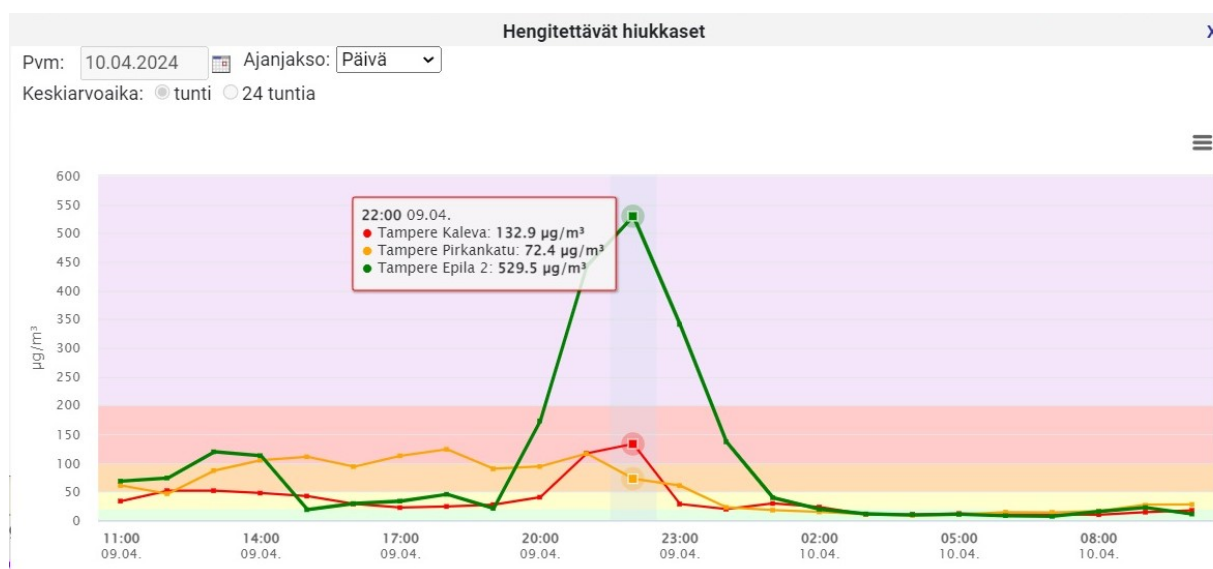 Hengitettävät hiukkaset
X
Pvm: 10.04.2024 Ajanjakso: Päivä
Keskiarvoaika: tunti 24 tuntia
600
550
500
450
400
350
300
250
200
150
100
50
0
µg/m³
22:00 09.04.
Tampere Kaleva: 132.9 µg/m³
Tampere Pirkankatu: 72.4 µg/m³
Tampere Epila 2: 529.5 µg/m³
11:00 14:00 17:00 20:00 23:00 02:00 05:00 08:00
09.04. 09.04. 09.04. 09.04. 09.04. 10.04. 10.04. 10.04.